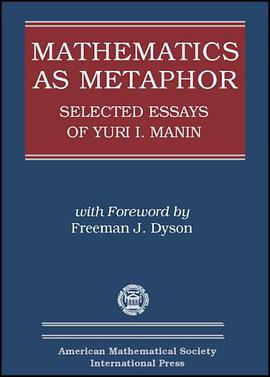 MATHEMATICS
AS METAPHOR
SELECTED ESSAYS
OF YURI I. MANIN
with Foreword by
Freeman J. Dyson
American Mathematical Society
International Press